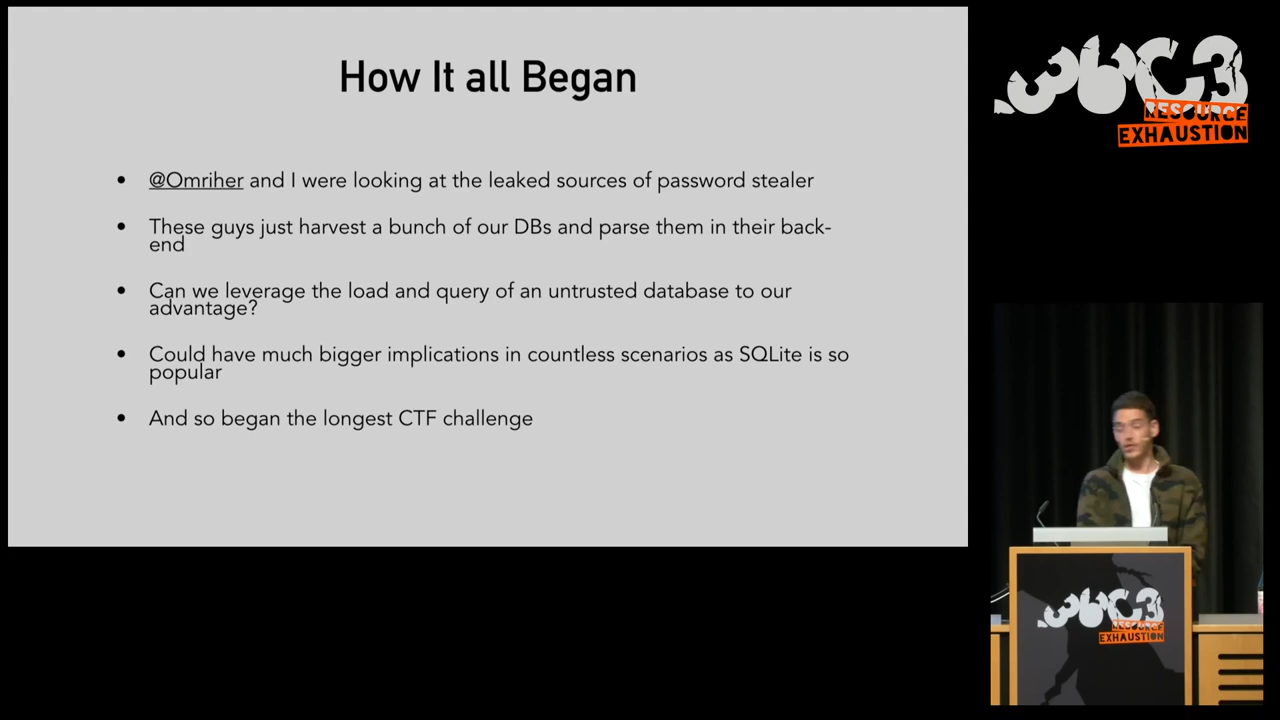 How It all Began
• @Omriher and I were looking at the leaked sources of password stealer
• These guys just harvest a bunch of our DBs and parse them in their back-
end
• Can we leverage the load and query of an untrusted database to our
advantage?
• Could have much bigger implications in countless scenarios as SQLite is so
popular
• And so began the longest CTF challenge
36C3
RESOURCE
EXHAUSTION
36C3
RESOURCE
EXHAUSTION